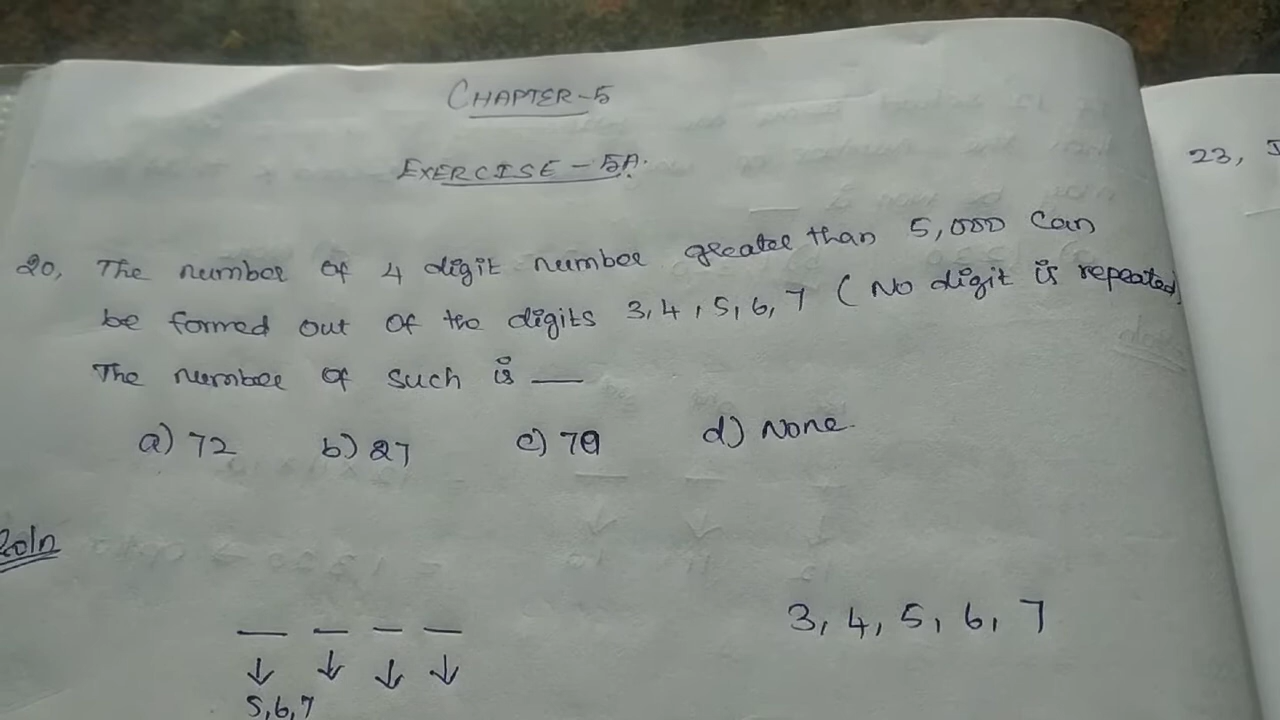 CHAPTER-5
EXERCISE - 5A.
20, The number of 4 digit number greater than 5,000 Can
be formed out of the digits 3, 4, 5, 6, 7 ( No digit is repeated)
The number of such is —
a) 72 b) 27 c) 70 d) None.
Soln
3, 4, 5, 6, 7
5, 6, 7
23,